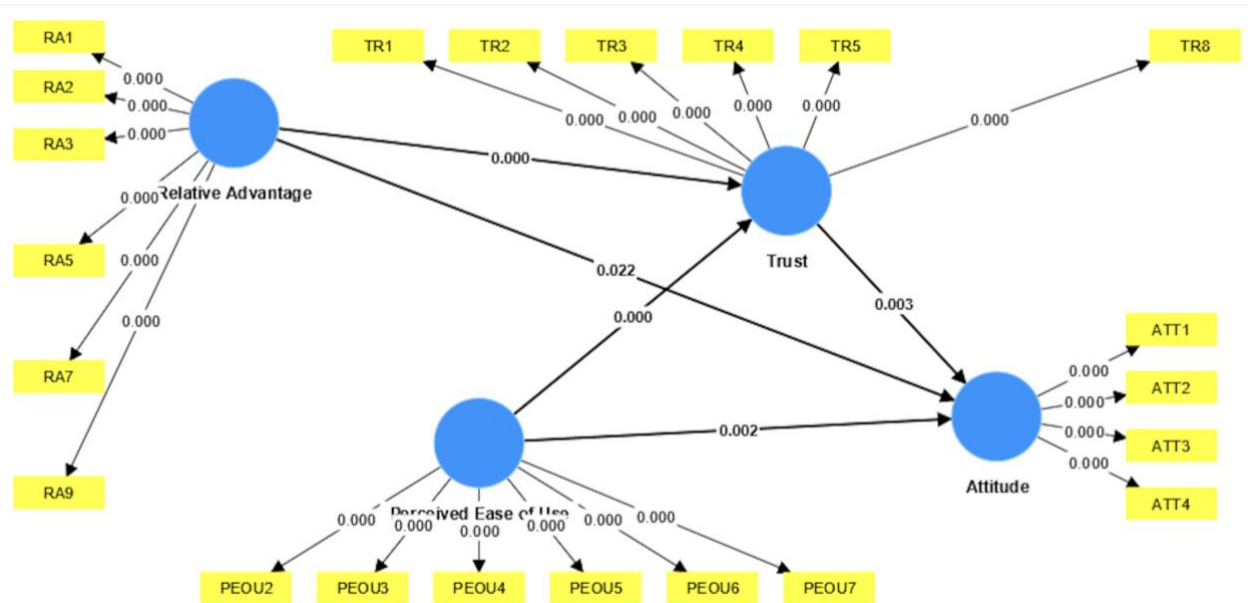 RA1
RA2
RA3
RA5
RA7
RA9
0.000
0.000
0.000
0.000
0.000
0.000
Relative Advantage
TR1
TR2
TR3
TR4
TR5
TR8
0.000
0.000
0.000
0.000
0.000
0.000
Trust
0.000
0.022
0.000
0.003
0.002
ATT1
ATT2
ATT3
ATT4
0.000
0.000
0.000
0.000
Attitude
Perceived Ease of Use
0.000
0.000
0.000
0.000
0.000
0.000
PEOU2
PEOU3
PEOU4
PEOU5
PEOU6
PEOU7